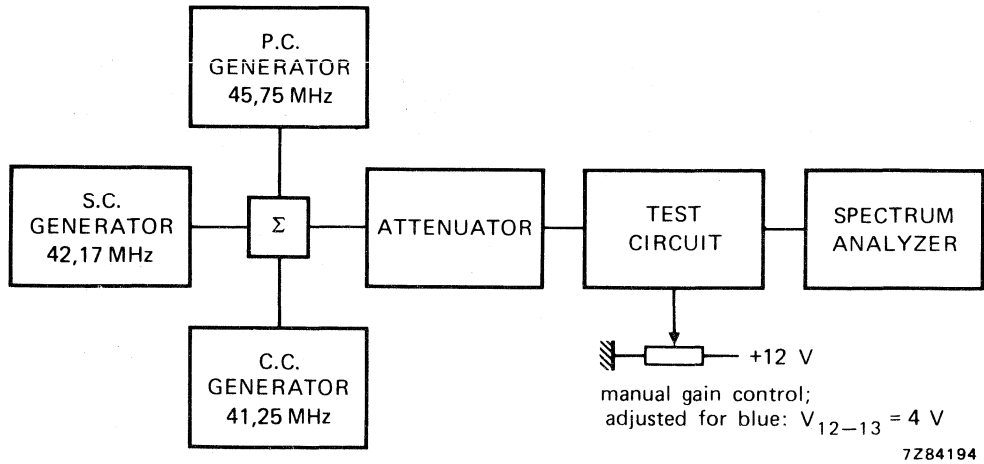 P.C.
GENERATOR
45,75 MHz
S.C.
GENERATOR
42,17 MHz
Σ
ATTENUATOR
TEST
CIRCUIT
SPECTRUM
ANALYZER
C.C.
GENERATOR
41,25 MHz
+12 V
manual gain control;
adjusted for blue: V12–13 = 4 V
7Z84194